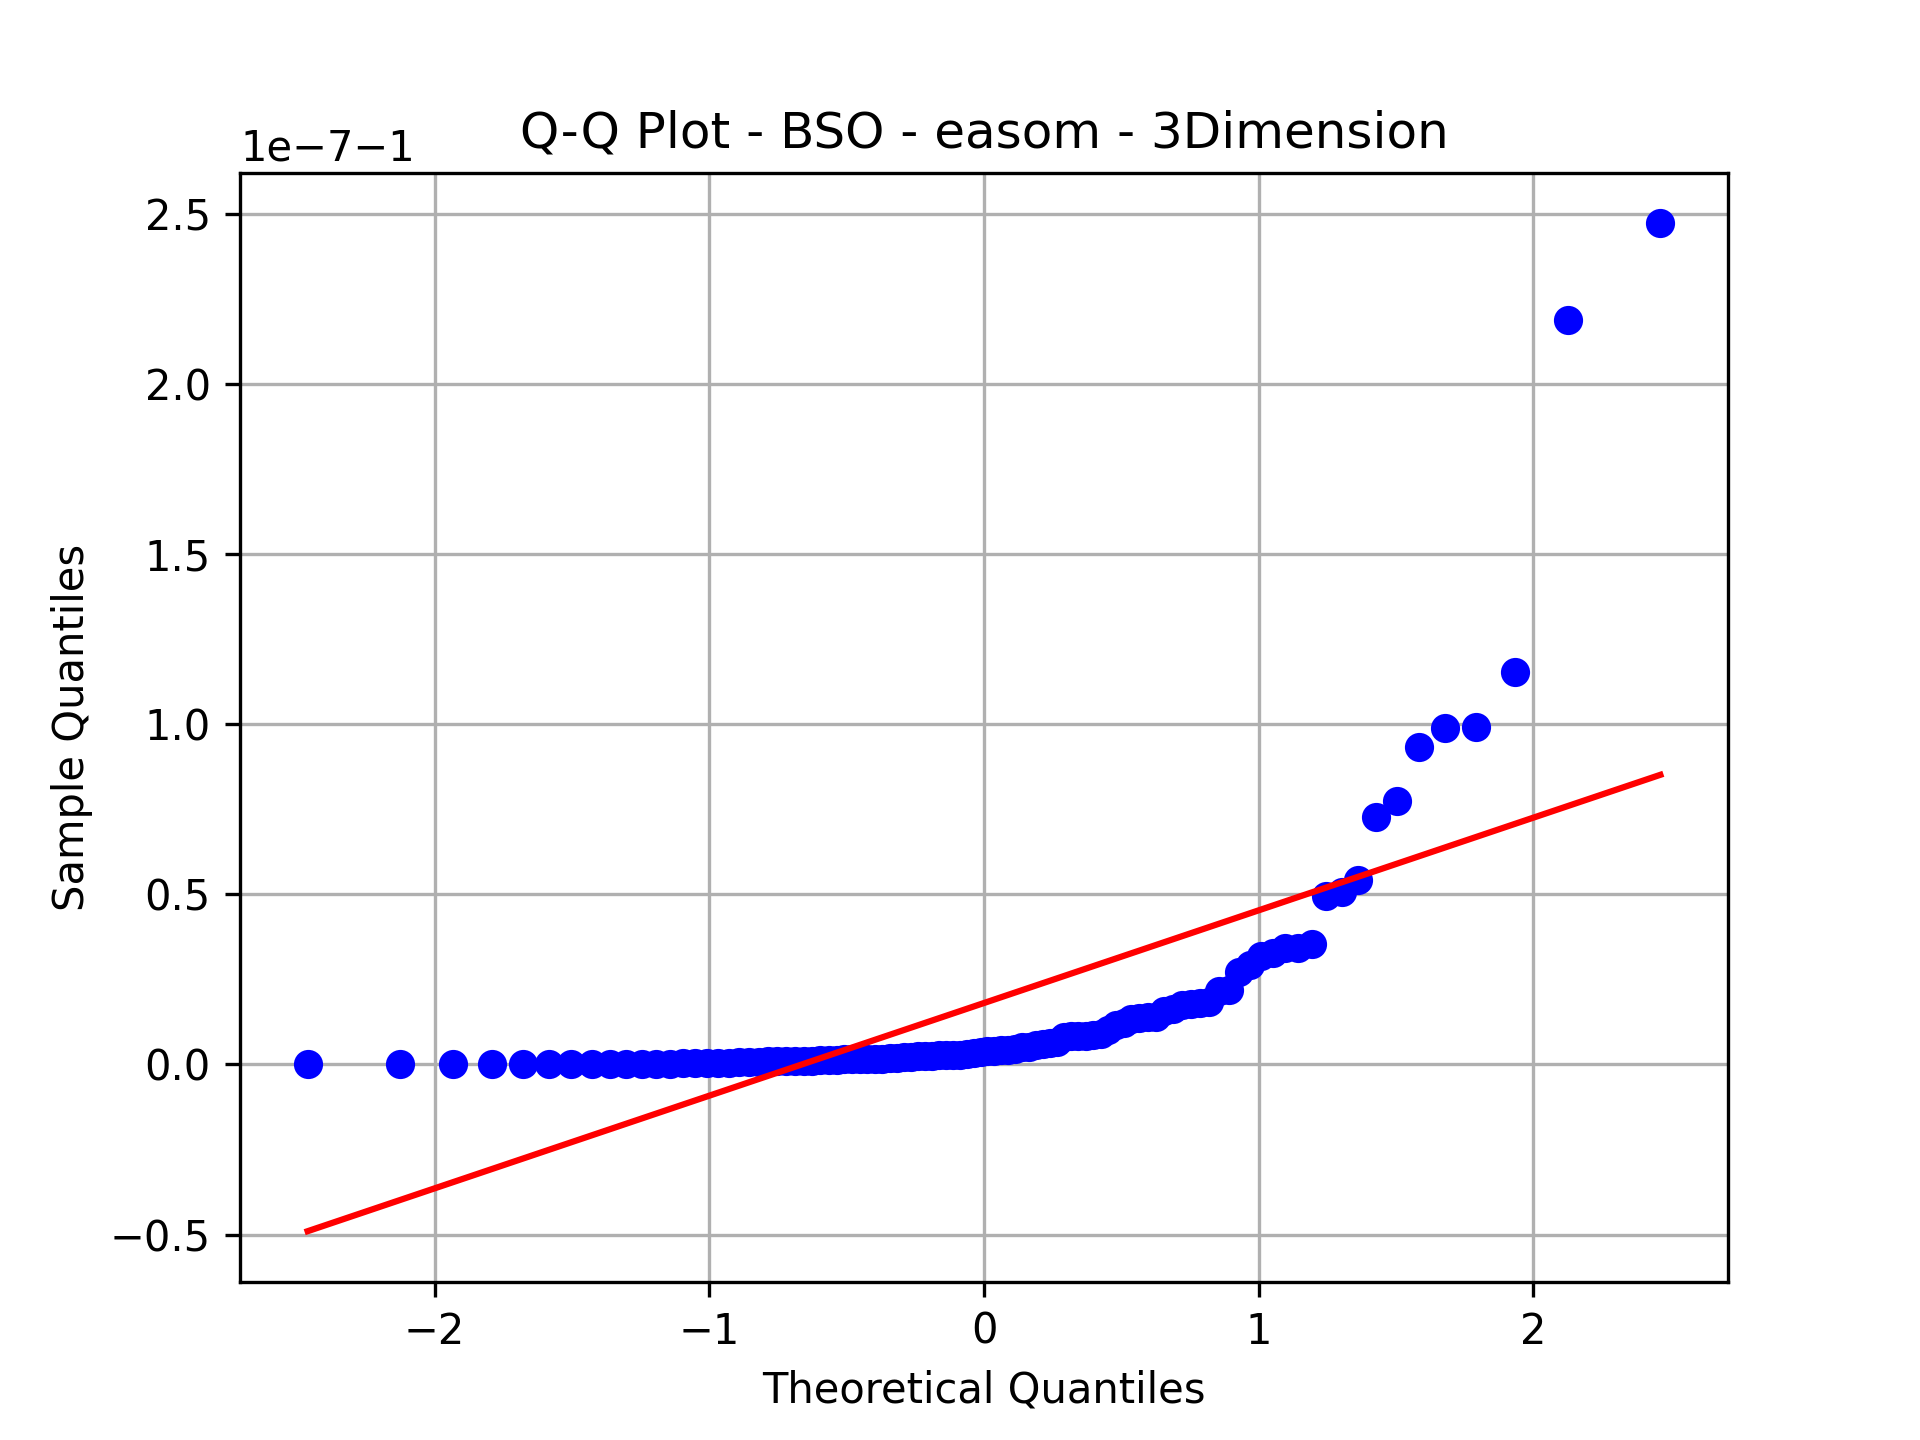 Q-Q Plot - BSO - easom - 3Dimension
1e−7−1
2.5
2.0
1.5
1.0
0.5
0.0
−0.5
Sample Quantiles
−2 −1 0 1 2
Theoretical Quantiles